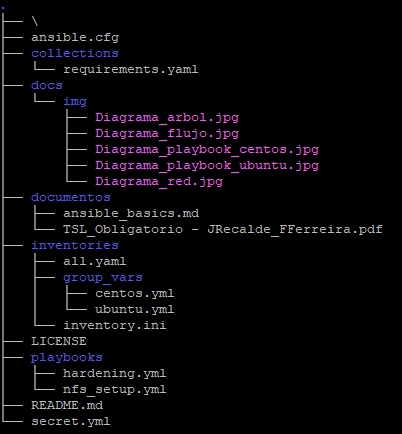 .
├── \
├── ansible.cfg
├── collections
│   └── requirements.yaml
├── docs
│   └── img
│       ├── Diagrama_arbol.jpg
│       ├── Diagrama_flujo.jpg
│       ├── Diagrama_playbook_centos.jpg
│       ├── Diagrama_playbook_ubuntu.jpg
│       └── Diagrama_red.jpg
├── documentos
│   ├── ansible_basics.md
│   └── TSL_Obligatorio - JRecalde_FFerreira.pdf
├── inventories
│   ├── all.yaml
│   ├── group_vars
│   │   ├── centos.yml
│   │   └── ubuntu.yml
│   └── inventory.ini
├── LICENSE
├── playbooks
│   ├── hardening.yml
│   └── nfs_setup.yml
├── README.md
└── secret.yml